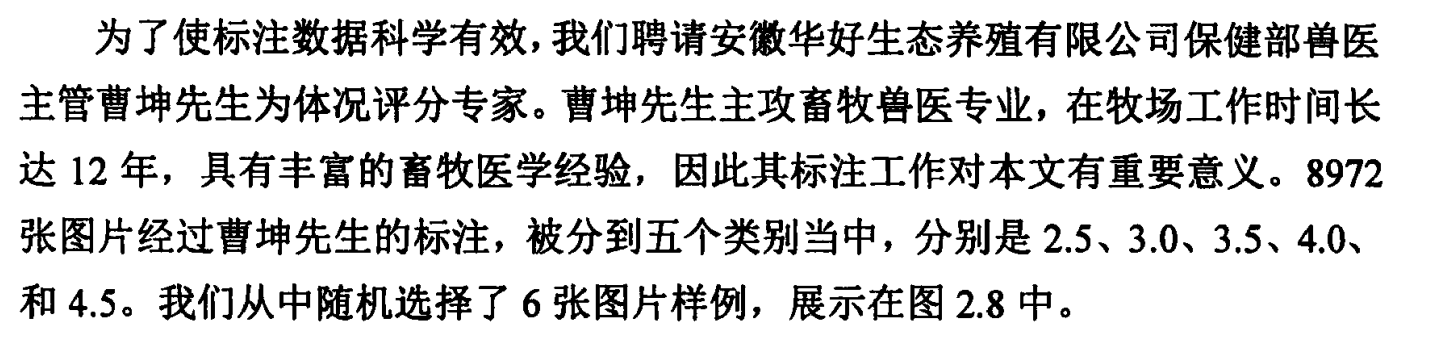 为了使标注数据科学有效，我们聘请安徽华好生态养殖有限公司保健部兽医
主管曹坤先生为体况评分专家。曹坤先生主攻畜牧兽医专业，在牧场工作时间长
达 12 年，具有丰富的畜牧医学经验，因此其标注工作对本文有重要意义。8972
张图片经过曹坤先生的标注，被分到五个类别当中，分别是 2.5、3.0、3.5、4.0、
和 4.5。我们从中随机选择了 6 张图片样例，展示在图 2.8 中。